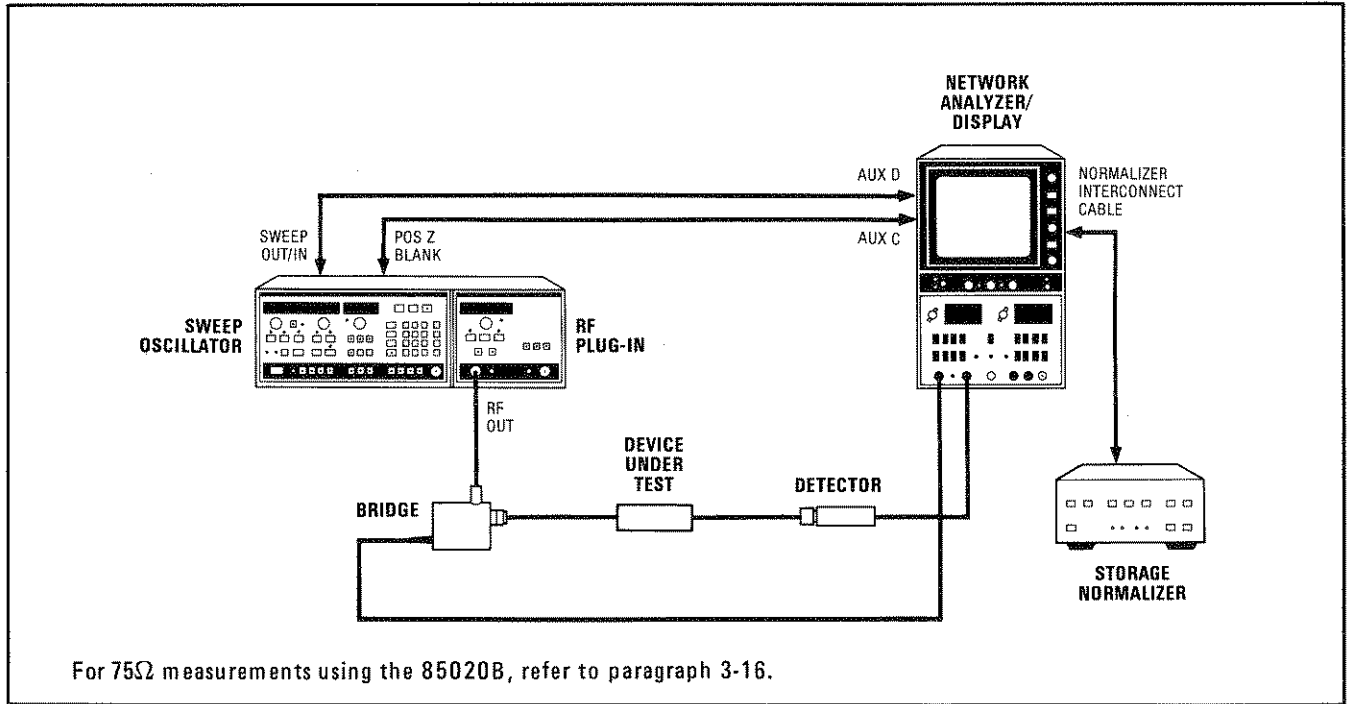 NETWORK
ANALYZER/
DISPLAY
AUX D
AUX C
NORMALIZER
INTERCONNECT
CABLE
SWEEP
OUT/IN
POS Z
BLANK
SWEEP
OSCILLATOR
RF
PLUG-IN
RF
OUT
DEVICE
UNDER
TEST
DETECTOR
BRIDGE
STORAGE
NORMALIZER
For 75Ω measurements using the 85020B, refer to paragraph 3-16.